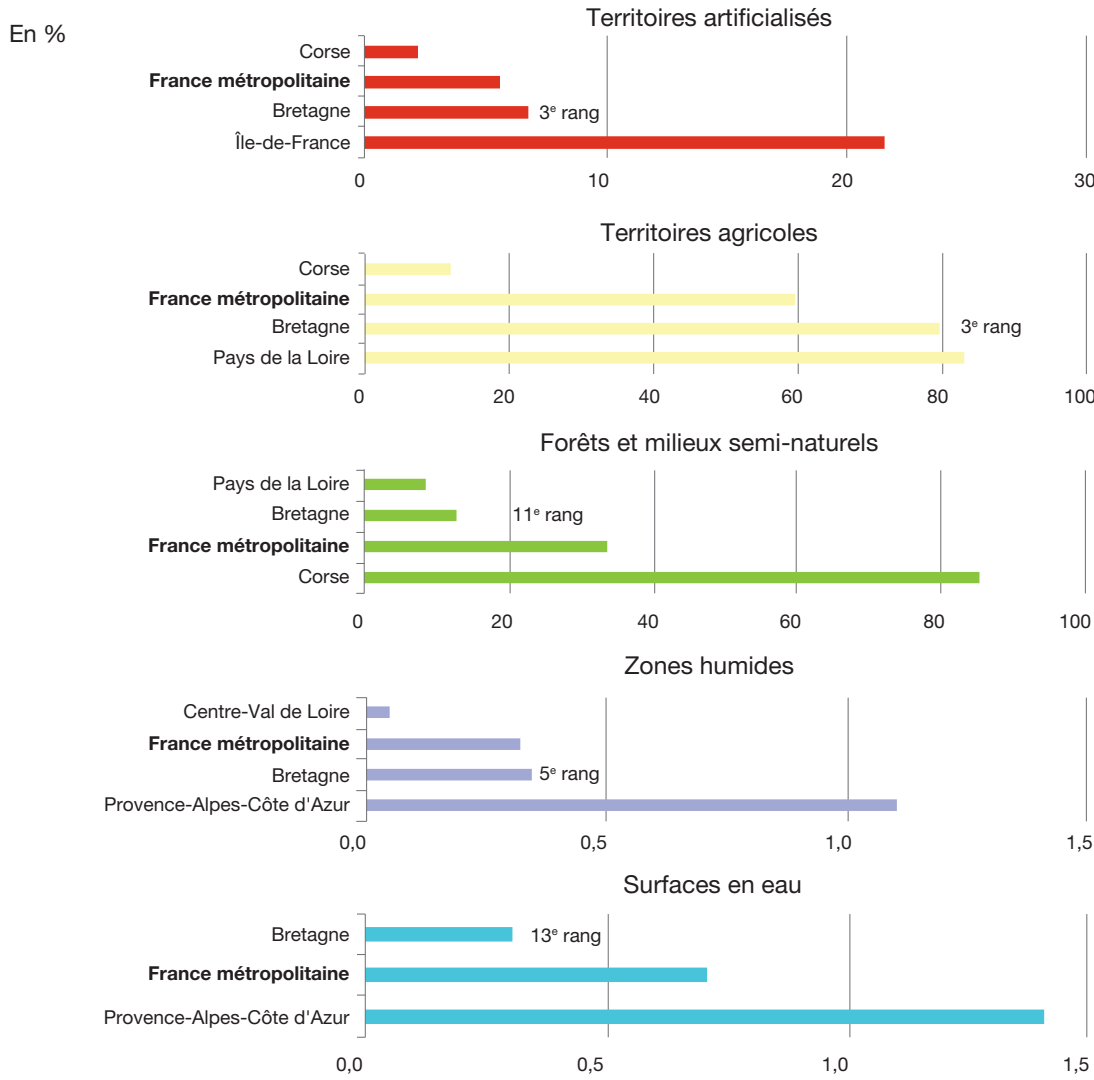 En %
Territoires artificialisés
Corse
France métropolitaine
Bretagne 3e rang
Île-de-France
0 10 20 30
Territoires agricoles
Corse
France métropolitaine
Bretagne 3e rang
Pays de la Loire
0 20 40 60 80 100
Forêts et milieux semi-naturels
Pays de la Loire
Bretagne 11e rang
France métropolitaine
Corse
0 20 40 60 80 100
Zones humides
Centre-Val de Loire
France métropolitaine
Bretagne 5e rang
Provence-Alpes-Côte d'Azur
0,0 0,5 1,0 1,5
Surfaces en eau
Bretagne 13e rang
France métropolitaine
Provence-Alpes-Côte d'Azur
0,0 0,5 1,0 1,5